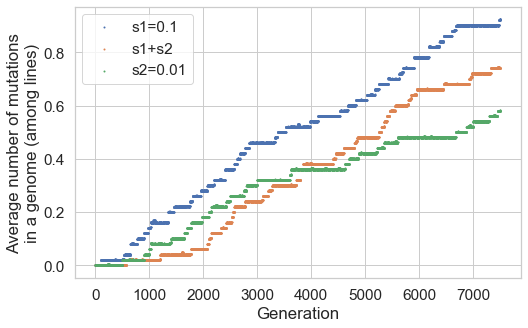 s1=0.1
s1+s2
s2=0.01
Average number of mutations
in a genome (among lines)
0.8
0.6
0.4
0.2
0.0
0 1000 2000 3000 4000 5000 6000 7000
Generation